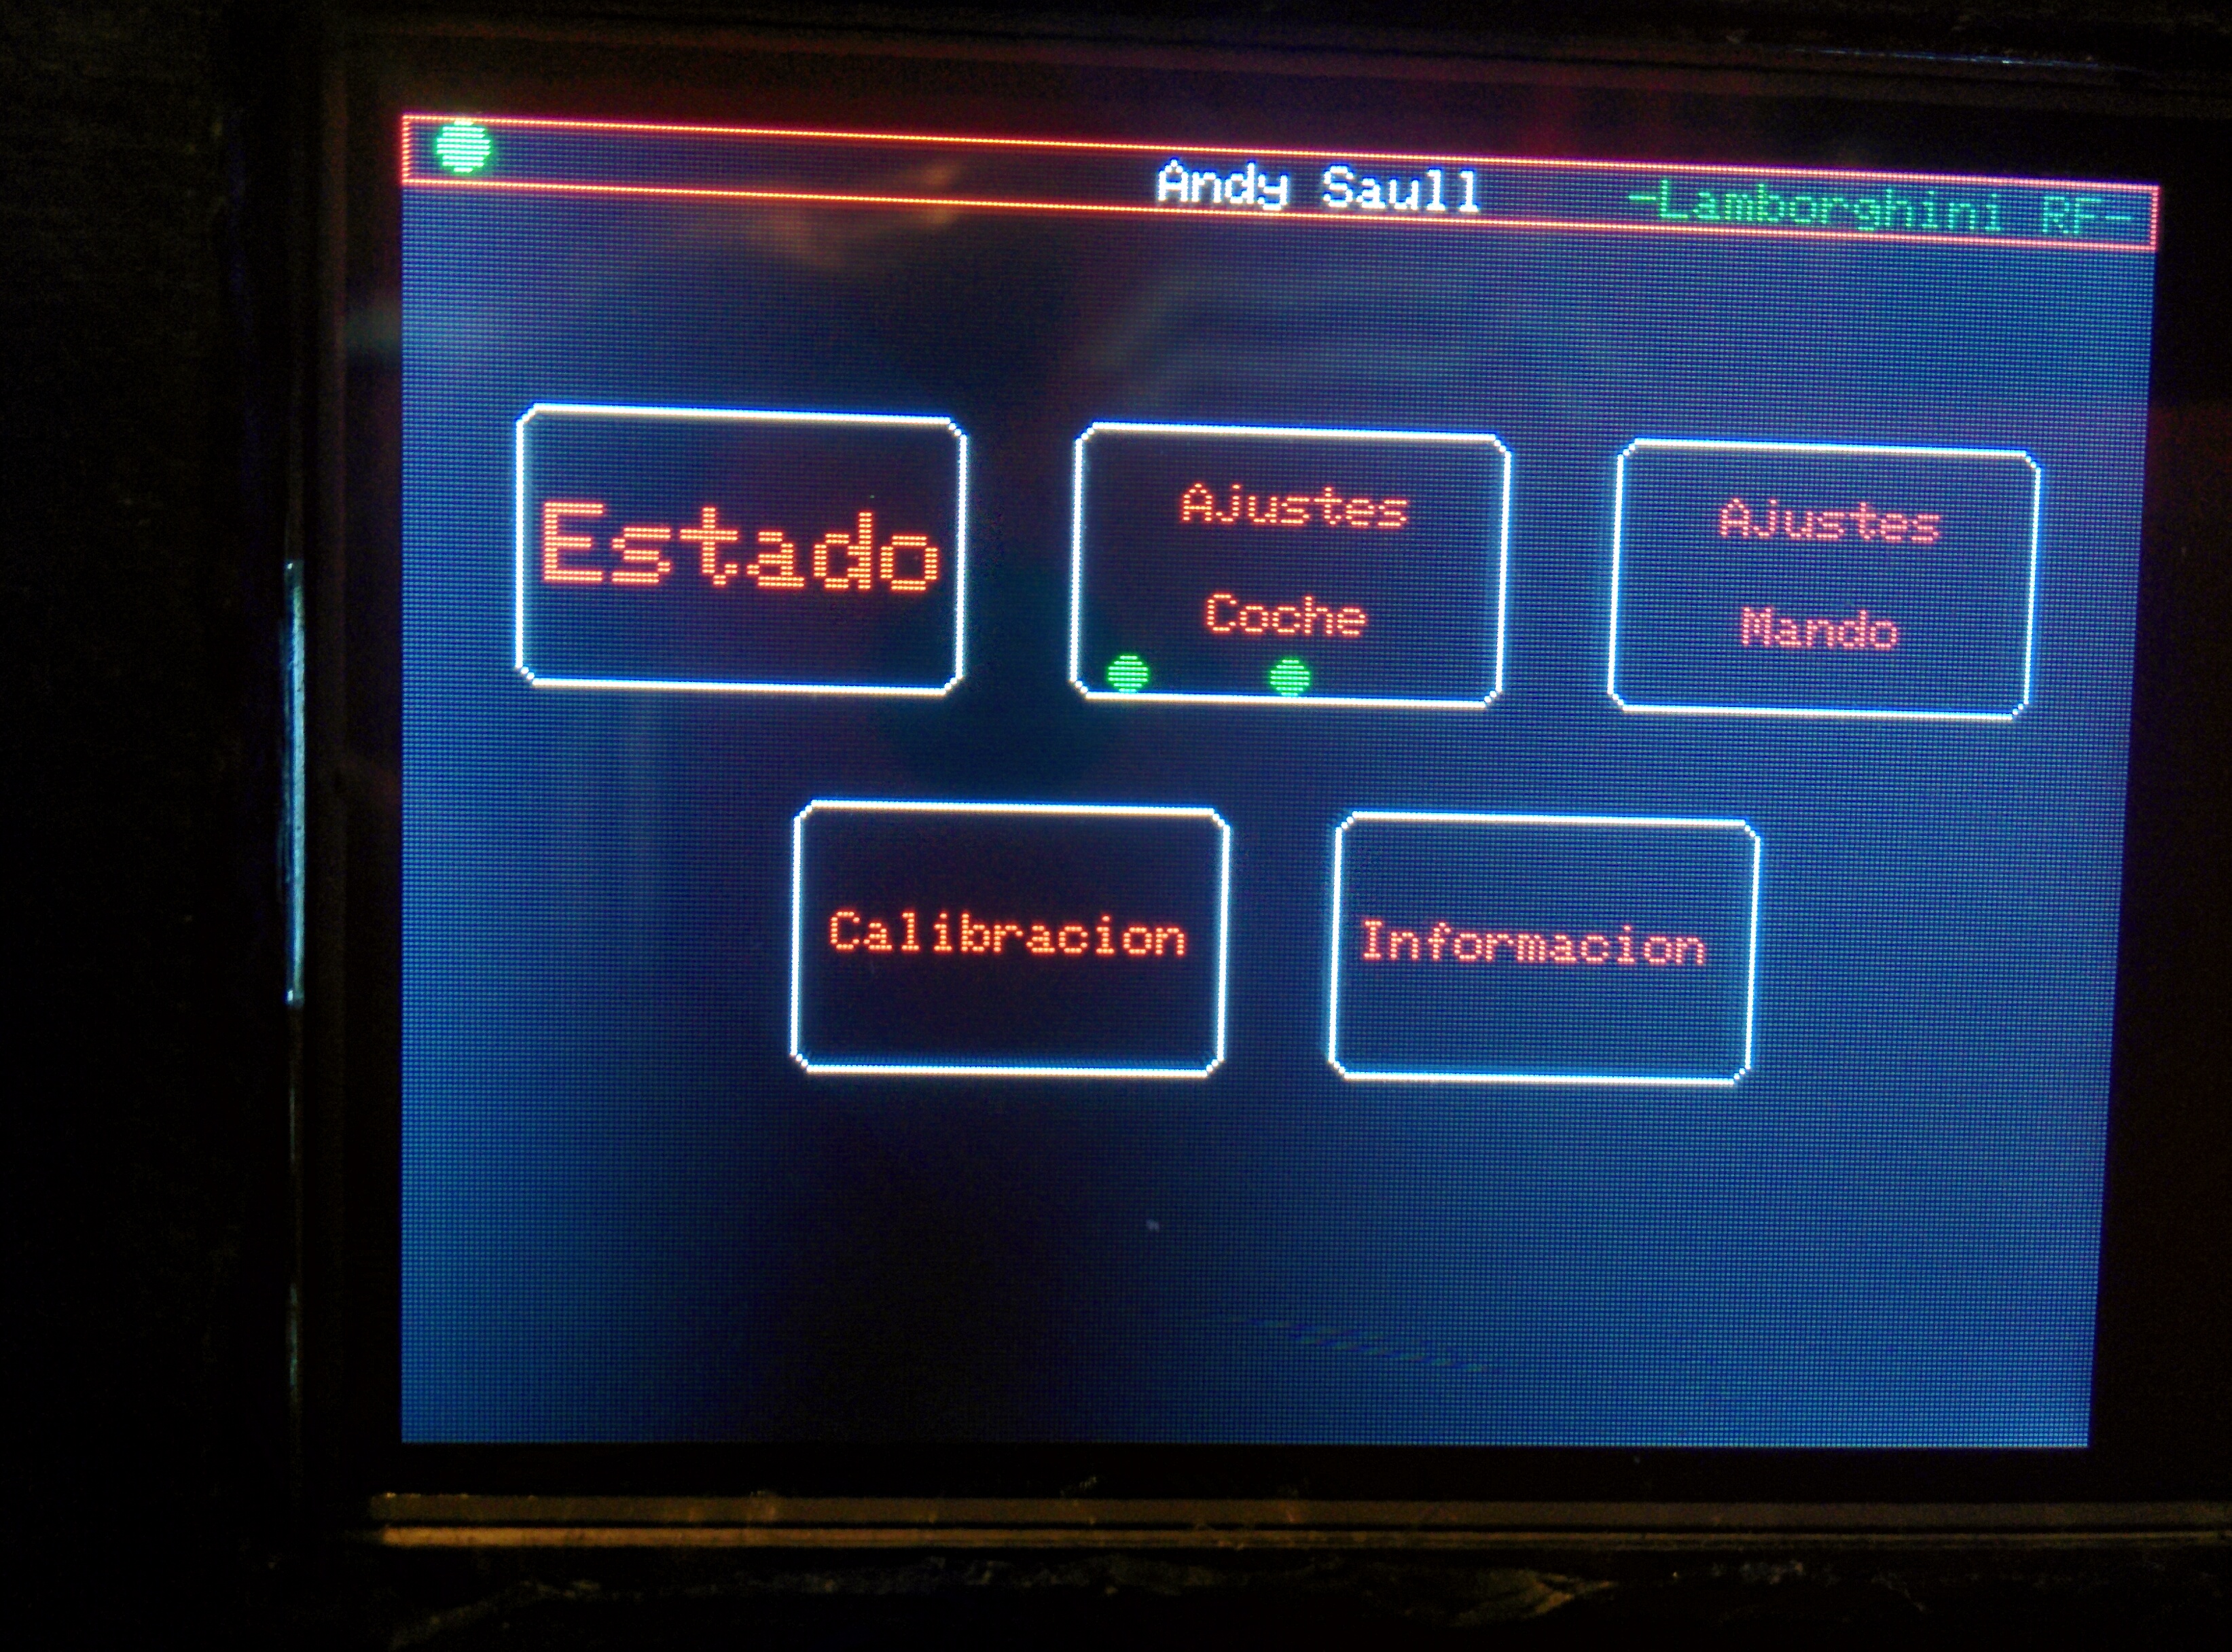 Andy Saull
-Lamborghini RF-
Estado
Ajustes
Coche
Ajustes
Mando
Calibracion
Informacion